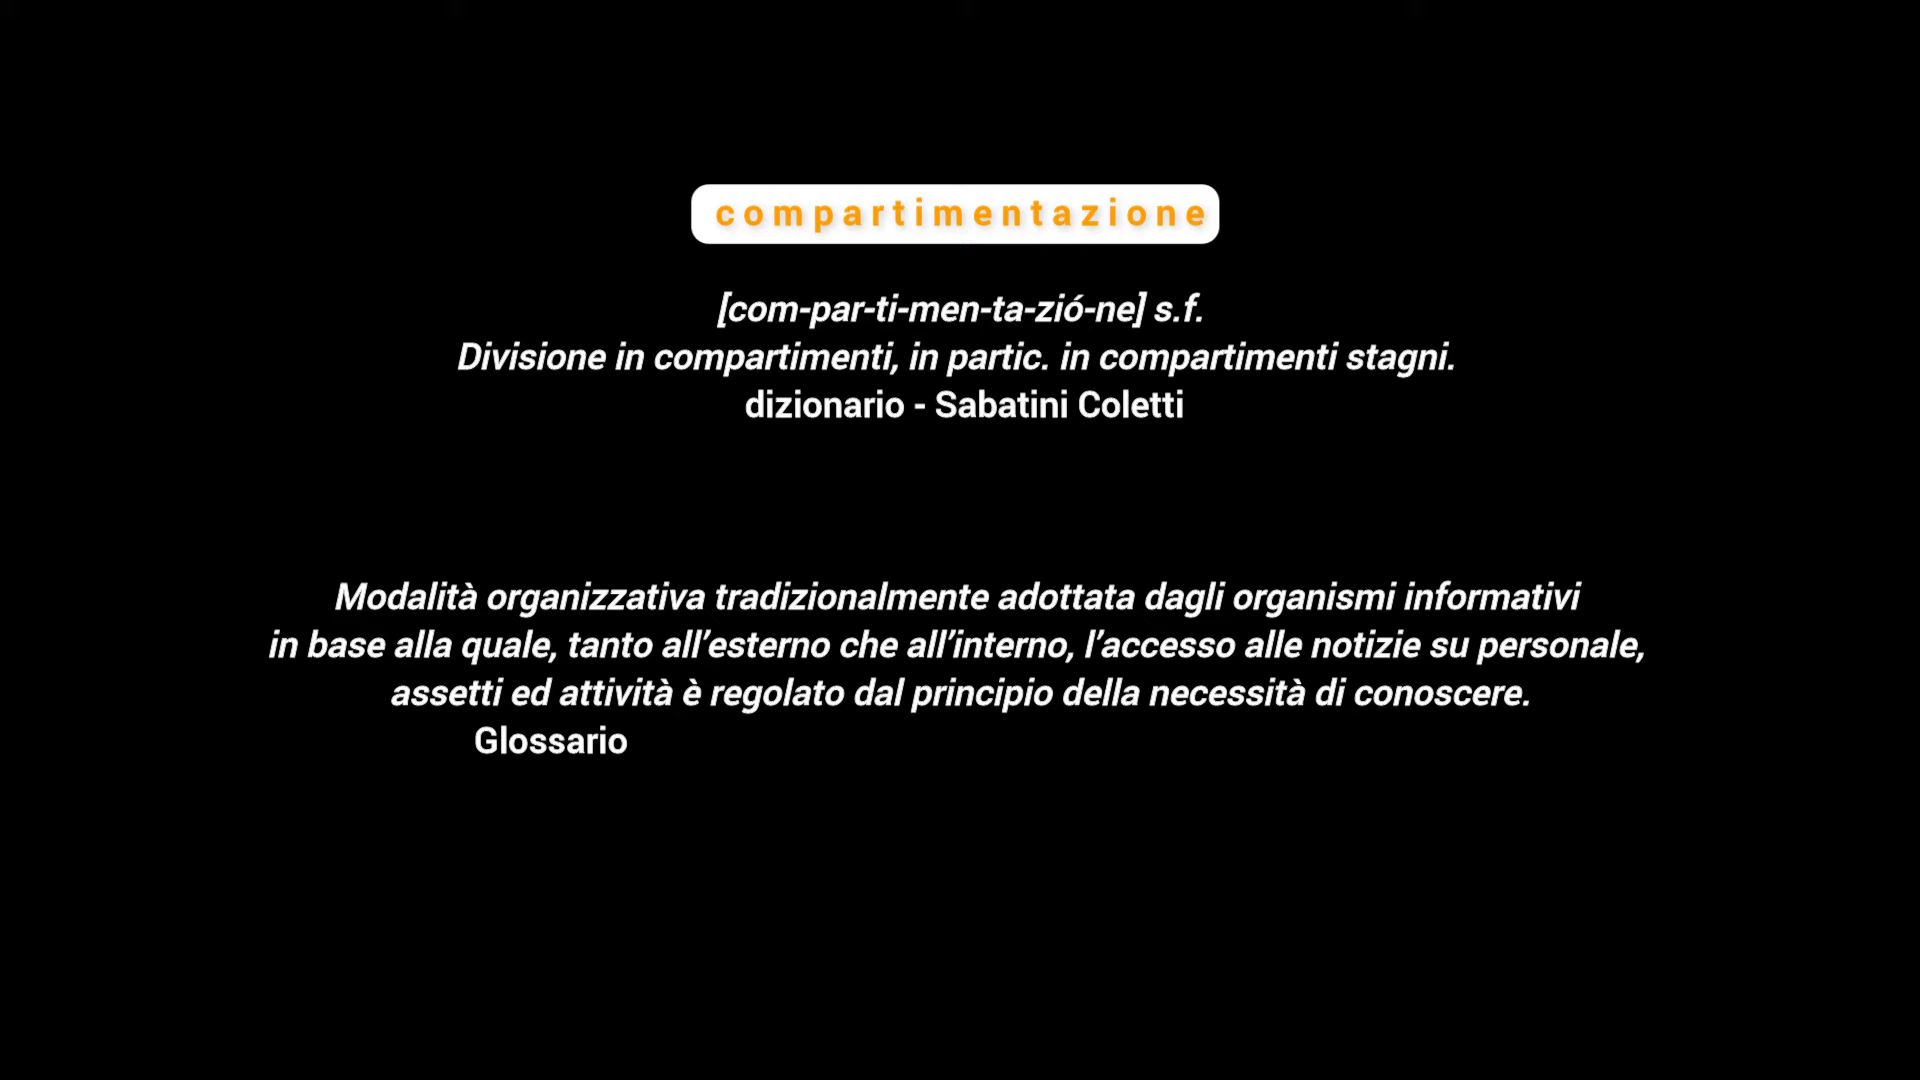 compartimentazione
[com-par-ti-men-ta-zió-ne] s.f.
Divisione in compartimenti, in partic. in compartimenti stagni.
dizionario - Sabatini Coletti
Modalità organizzativa tradizionalmente adottata dagli organismi informativi
in base alla quale, tanto all’esterno che all’interno, l’accesso alle notizie su personale,
assetti ed attività è regolato dal principio della necessità di conoscere.
Glossario